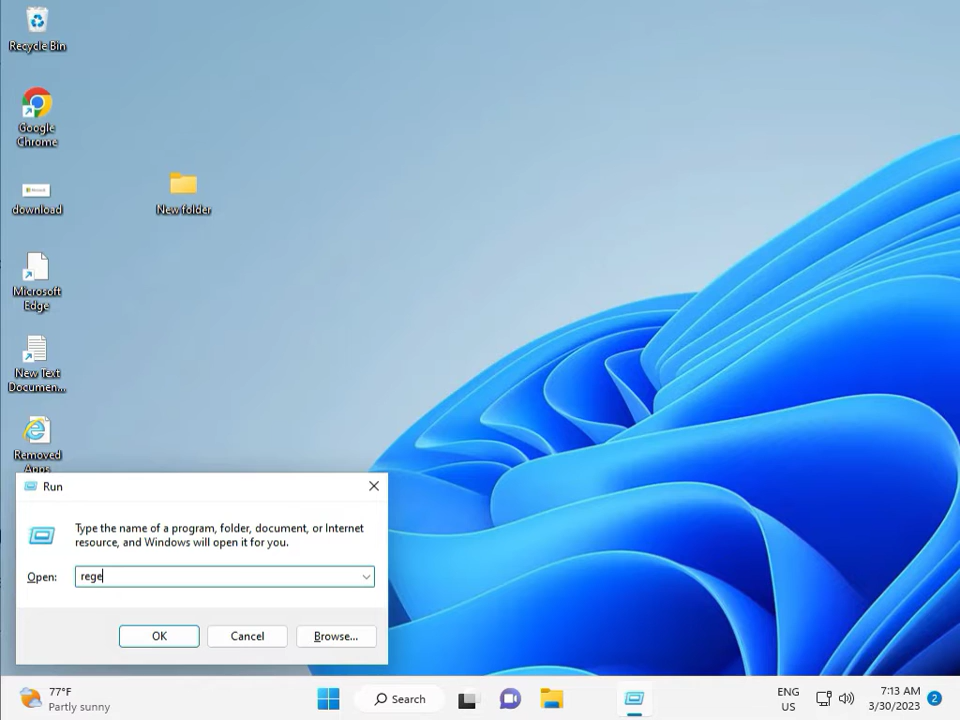 Recycle Bin
Google
Chrome
download
New folder
Microsoft
Edge
New Text
Documen...
Removed
Apps
Run
Type the name of a program, folder, document, or Internet
resource, and Windows will open it for you.
Open:
rege
OK
Cancel
Browse...
77°F
Partly sunny
Search
ENG
US
7:13 AM
3/30/2023
2